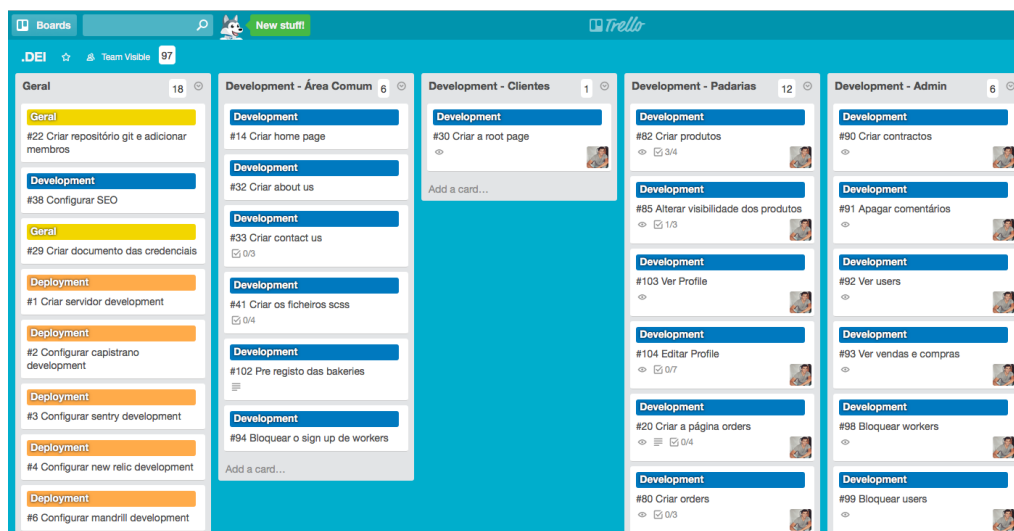 Boards
New stuff!
Trello
.DEI
Team Visible
97
Geral
18
Geral
#22 Criar repositório git e adicionar
membros
Development
#38 Configurar SEO
Geral
#29 Criar documento das credenciais
Deployment
#1 Criar servidor development
Deployment
#2 Configurar capistrano
development
Deployment
#3 Configurar sentry development
Deployment
#4 Configurar new relic development
Deployment
#6 Configurar mandrill development
Development - Área Comum
6
Development
#14 Criar home page
Development
#32 Criar about us
Development
#33 Criar contact us
0/3
Development
#41 Criar os ficheiros scss
0/4
Development
#102 Pre registo das bakeries
Development
#94 Bloquear o sign up de workers
Add a card...
Development - Clientes
1
Development
#30 Criar a root page
Add a card...
Development - Padarias
12
Development
#82 Criar produtos
3/4
Development
#85 Alterar visibilidade dos produtos
1/3
Development
#103 Ver Profile
Development
#104 Editar Profile
0/7
Development
#20 Criar a página orders
0/4
Development
#80 Criar orders
0/3
Development - Admin
6
Development
#90 Criar contractos
Development
#91 Apagar comentários
Development
#92 Ver users
Development
#93 Ver vendas e compras
Development
#98 Bloquear workers
Development
#99 Bloquear users